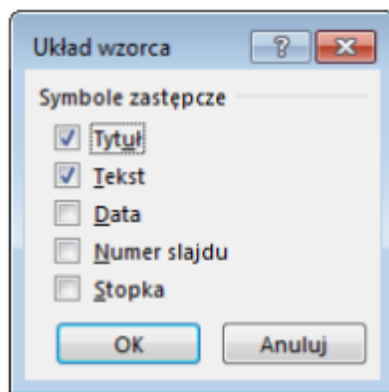 Układ wzorca
Symbole zastępcze
Tytuł
Tekst
Data
Numer slajdu
Stopka
OK Anuluj